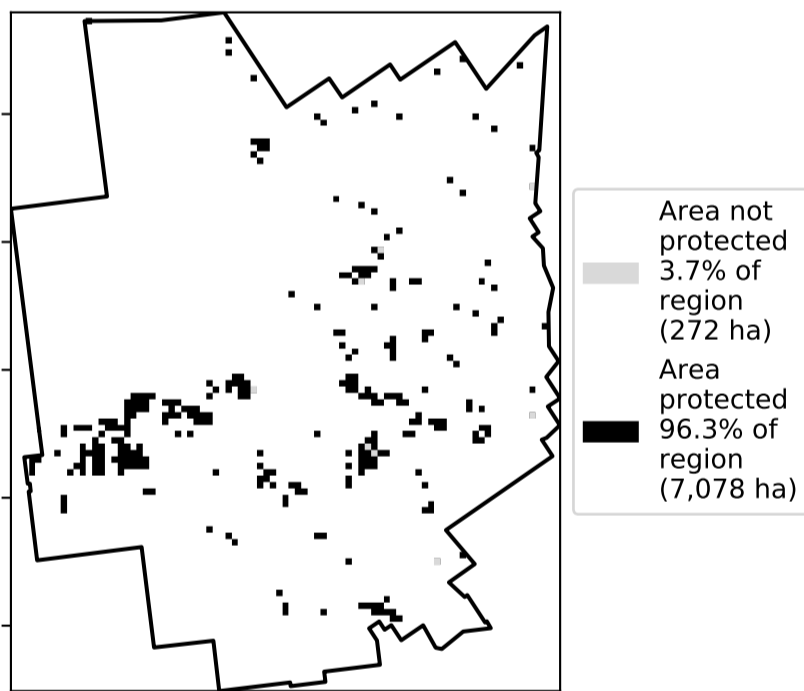 Area not
protected
3.7% of
region
(272 ha)
Area
protected
96.3% of
region
(7,078 ha)